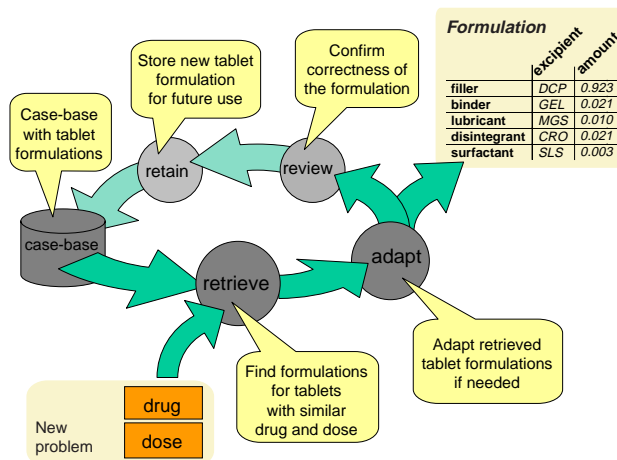 Formulation
excipient
amount
filler DCP 0.923
binder GEL 0.021
lubricant MGS 0.010
disintegrant CRO 0.021
surfactant SLS 0.003
Store new tablet
formulation
for future use
Confirm
correctness of
the formulation
Case-base
with tablet
formulations
retain
review
case-base
retrieve
adapt
Adapt retrieved
tablet formulations
if needed
Find formulations
for tablets
with similar
drug and dose
New
problem
drug
dose